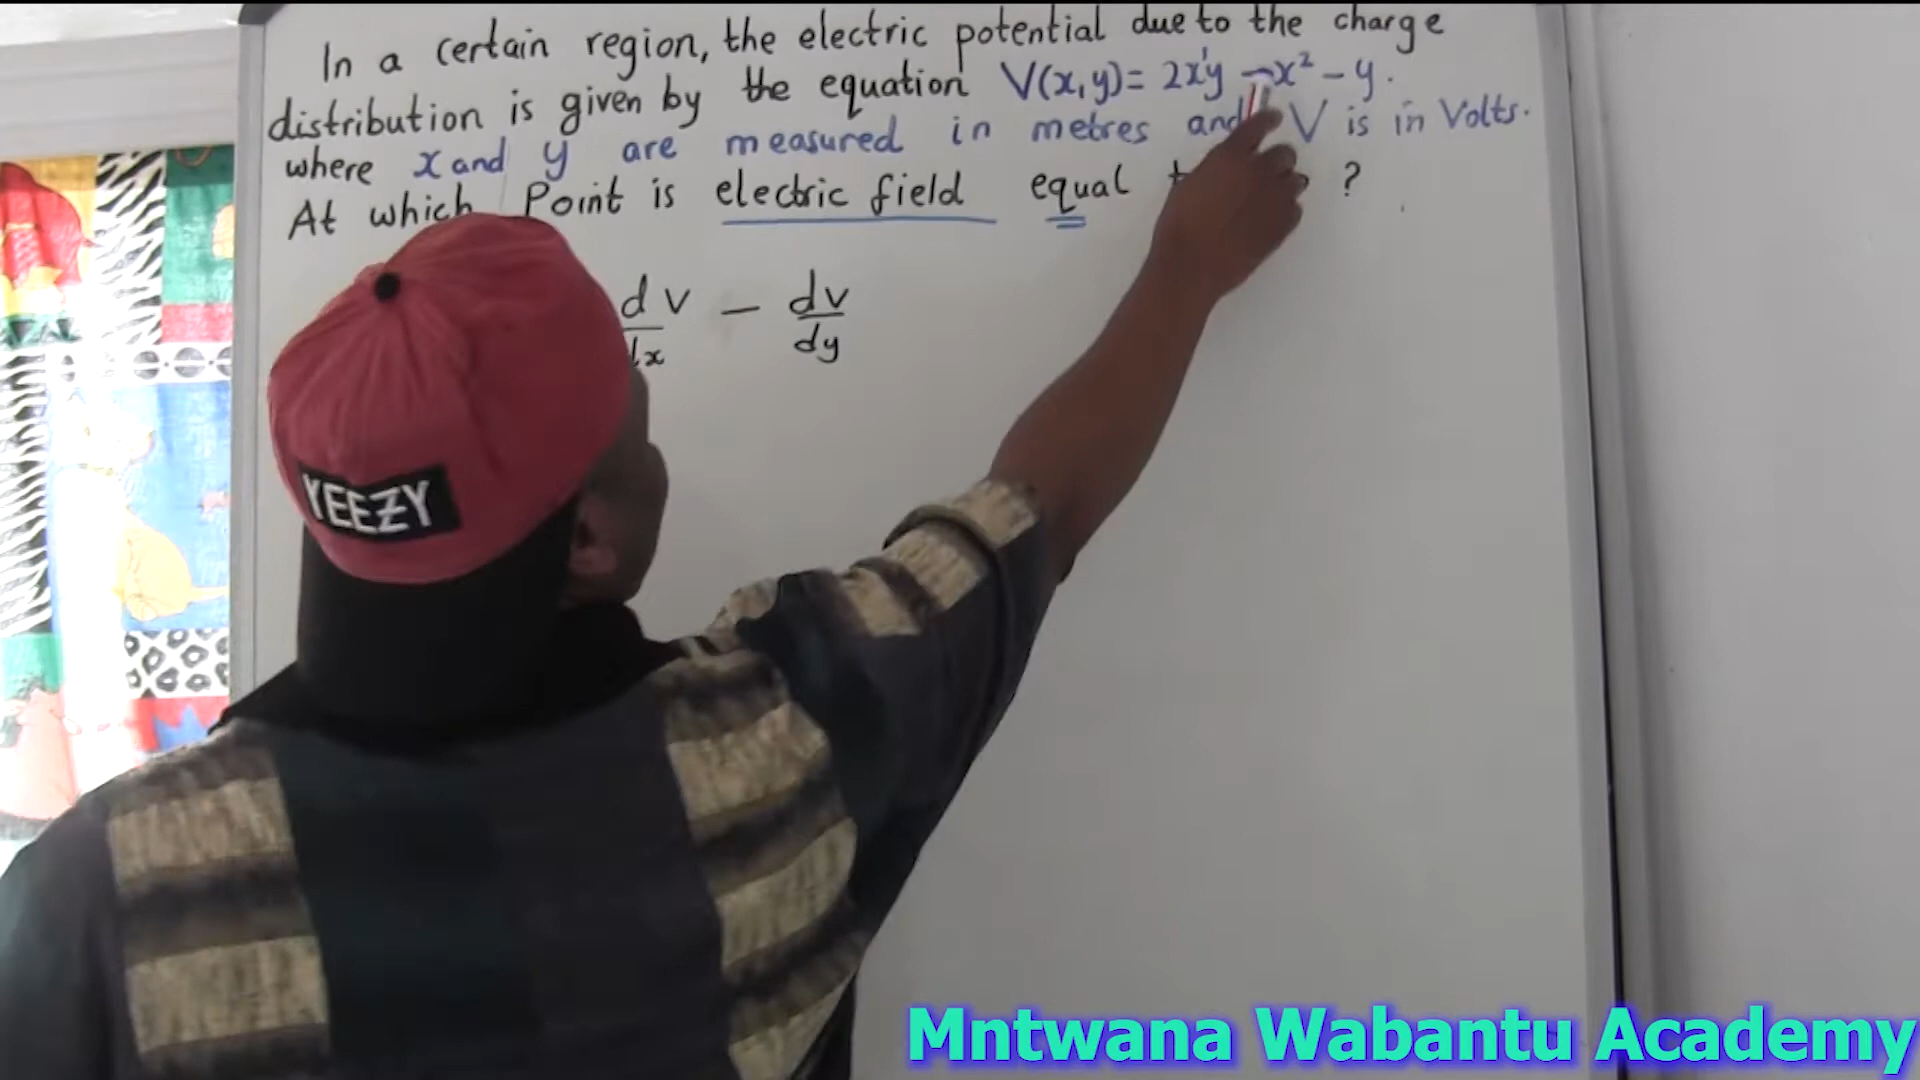 In a certain region, the electric potential due to the charge
distribution is given by the equation V(x,y)= 2x¹y - x² - y.
where x and y are measured in metres and V is in Volts.
At which Point is electric field equal ?
dV/dx - dv/dy
YEEZY
Mntwana Wabantu Academy